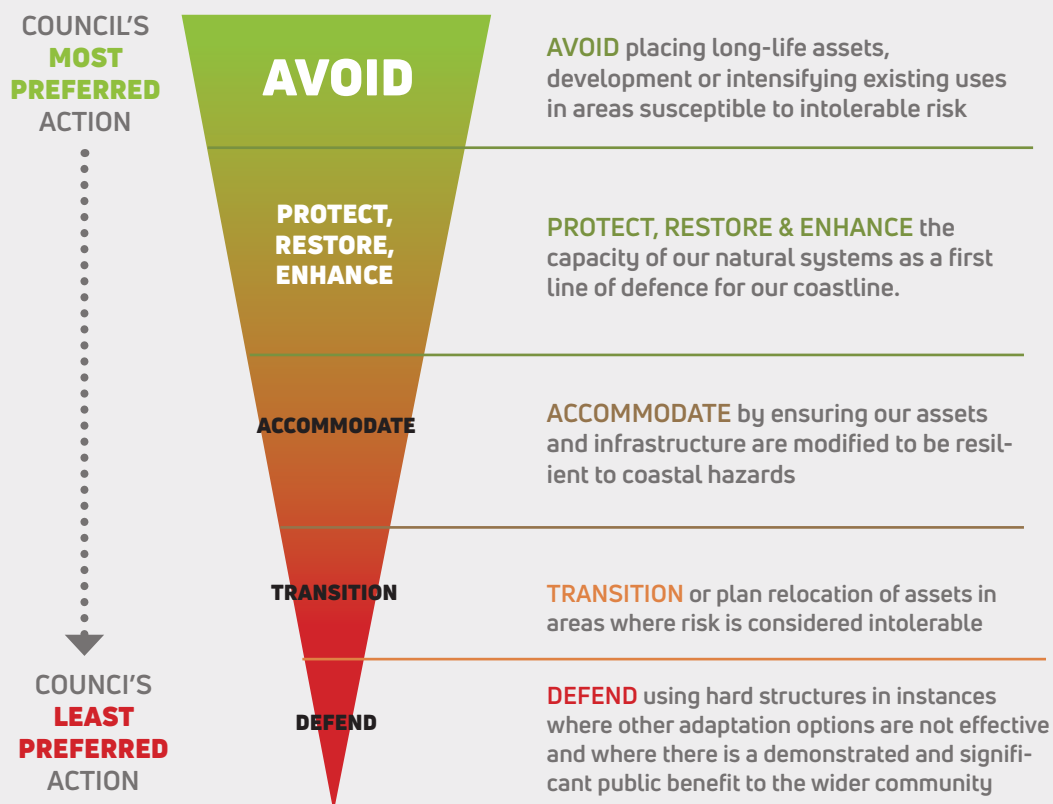 COUNCIL'S
MOST
PREFERRED
ACTION
AVOID
AVOID placing long-life assets,
development or intensifying existing uses
in areas susceptible to intolerable risk
PROTECT,
RESTORE,
ENHANCE
PROTECT, RESTORE & ENHANCE the
capacity of our natural systems as a first
line of defence for our coastline.
ACCOMMODATE
ACCOMMODATE by ensuring our assets
and infrastructure are modified to be resil-
ient to coastal hazards
TRANSITION
TRANSITION or plan relocation of assets in
areas where risk is considered intolerable
COUNCI'S
LEAST
PREFERRED
ACTION
DEFEND
DEFEND using hard structures in instances
where other adaptation options are not effective
and where there is a demonstrated and signifi-
cant public benefit to the wider community